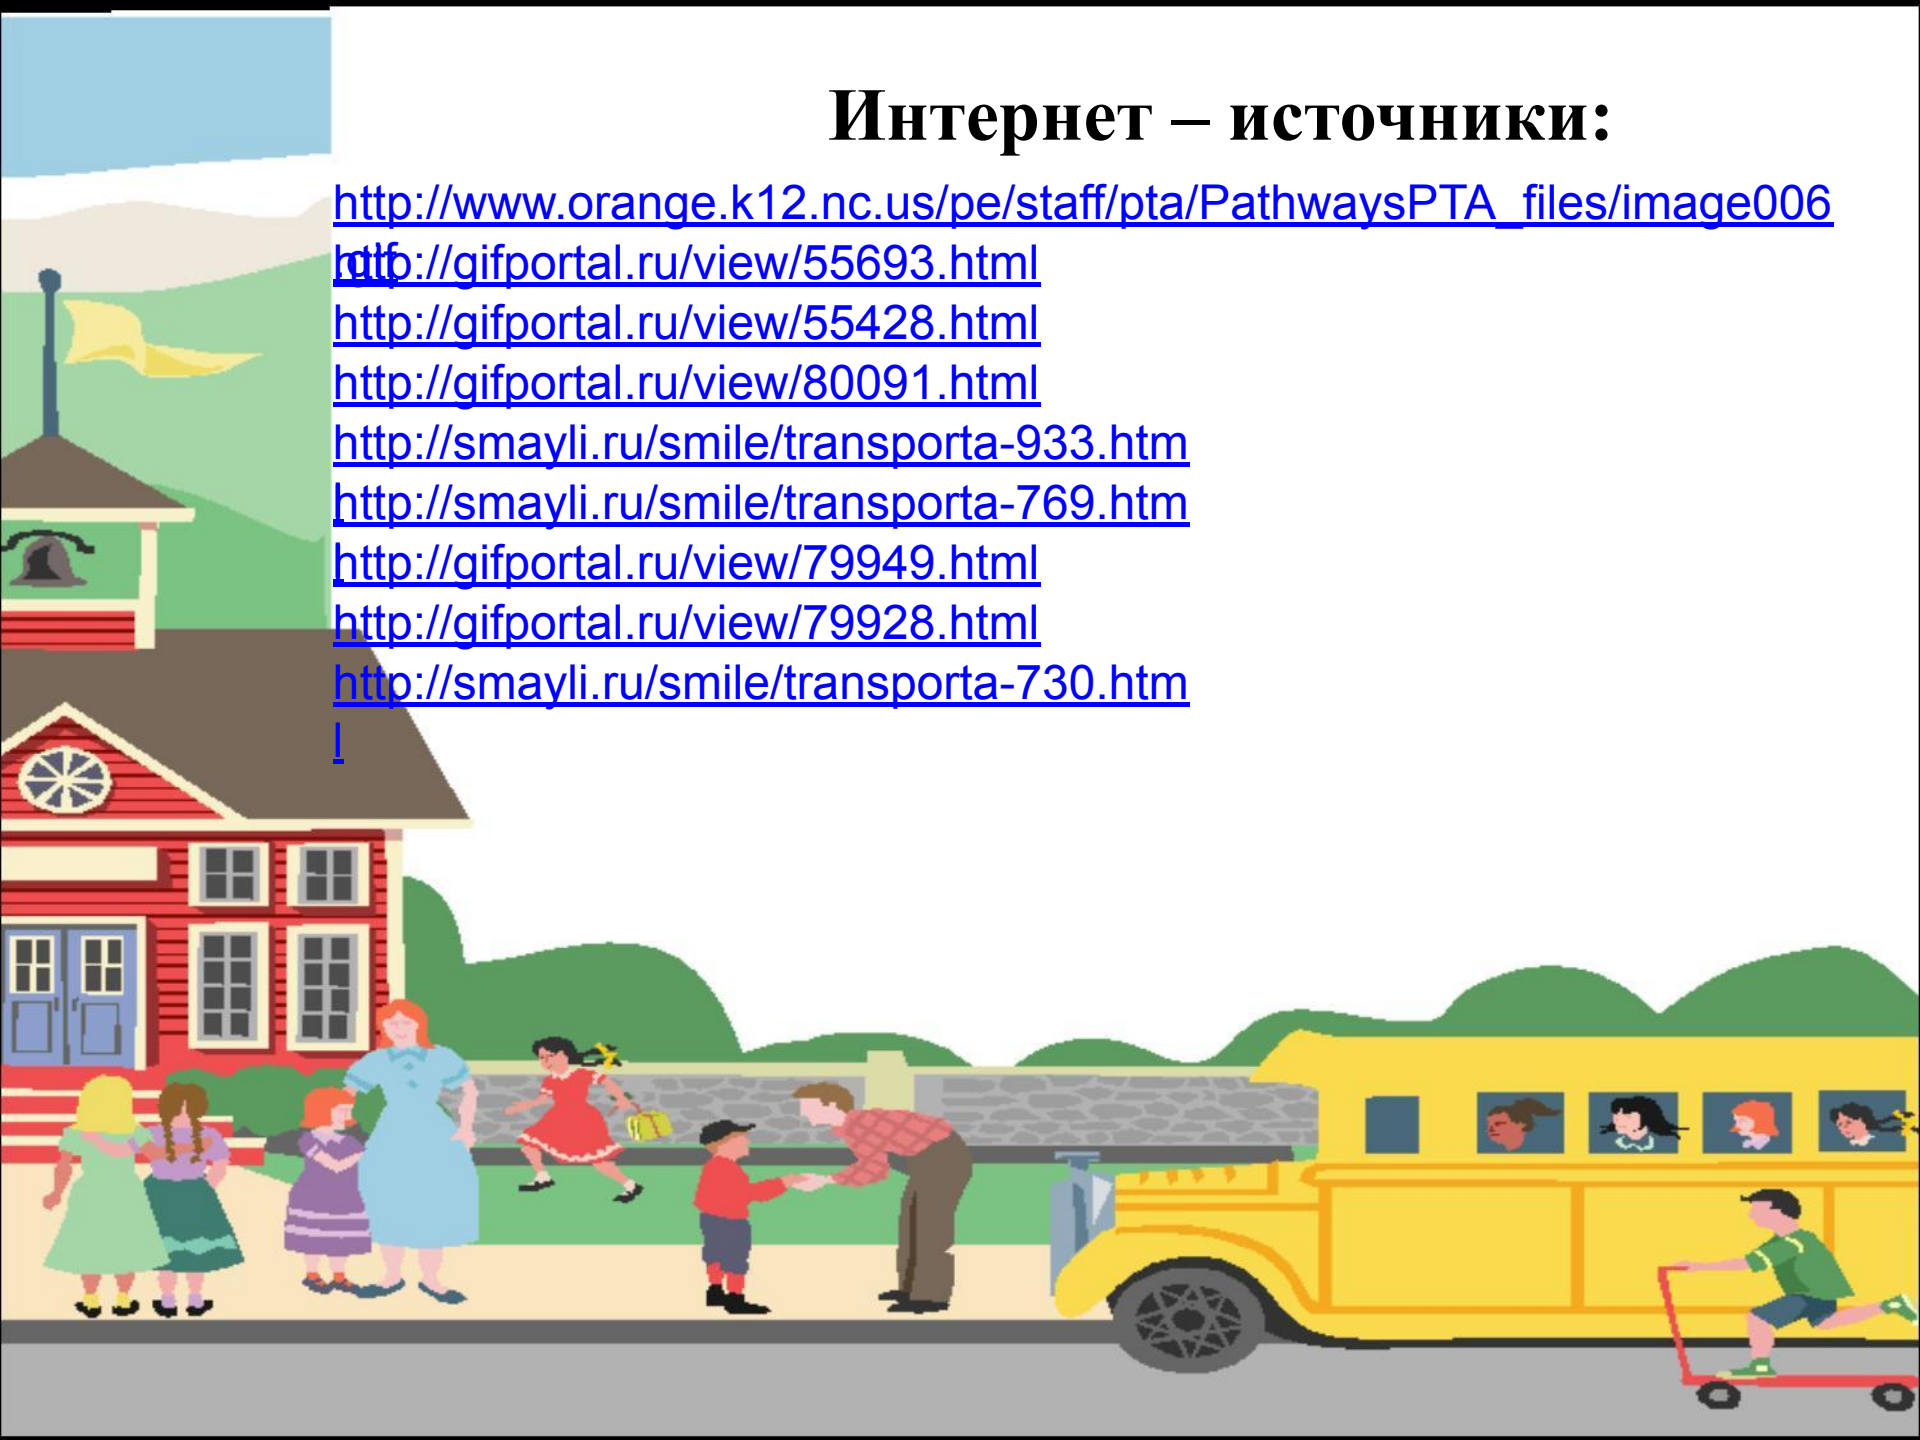 Интернет – источники:
http://www.orange.k12.nc.us/pe/staff/pta/PathwaysPTA_files/image006
.gif
http://gifportal.ru/view/55693.html
http://gifportal.ru/view/55428.html
http://gifportal.ru/view/80091.html
http://smayli.ru/smile/transporta-933.htm
l
http://smayli.ru/smile/transporta-769.htm
l
http://gifportal.ru/view/79949.html
http://gifportal.ru/view/79928.html
http://smayli.ru/smile/transporta-730.htm
l